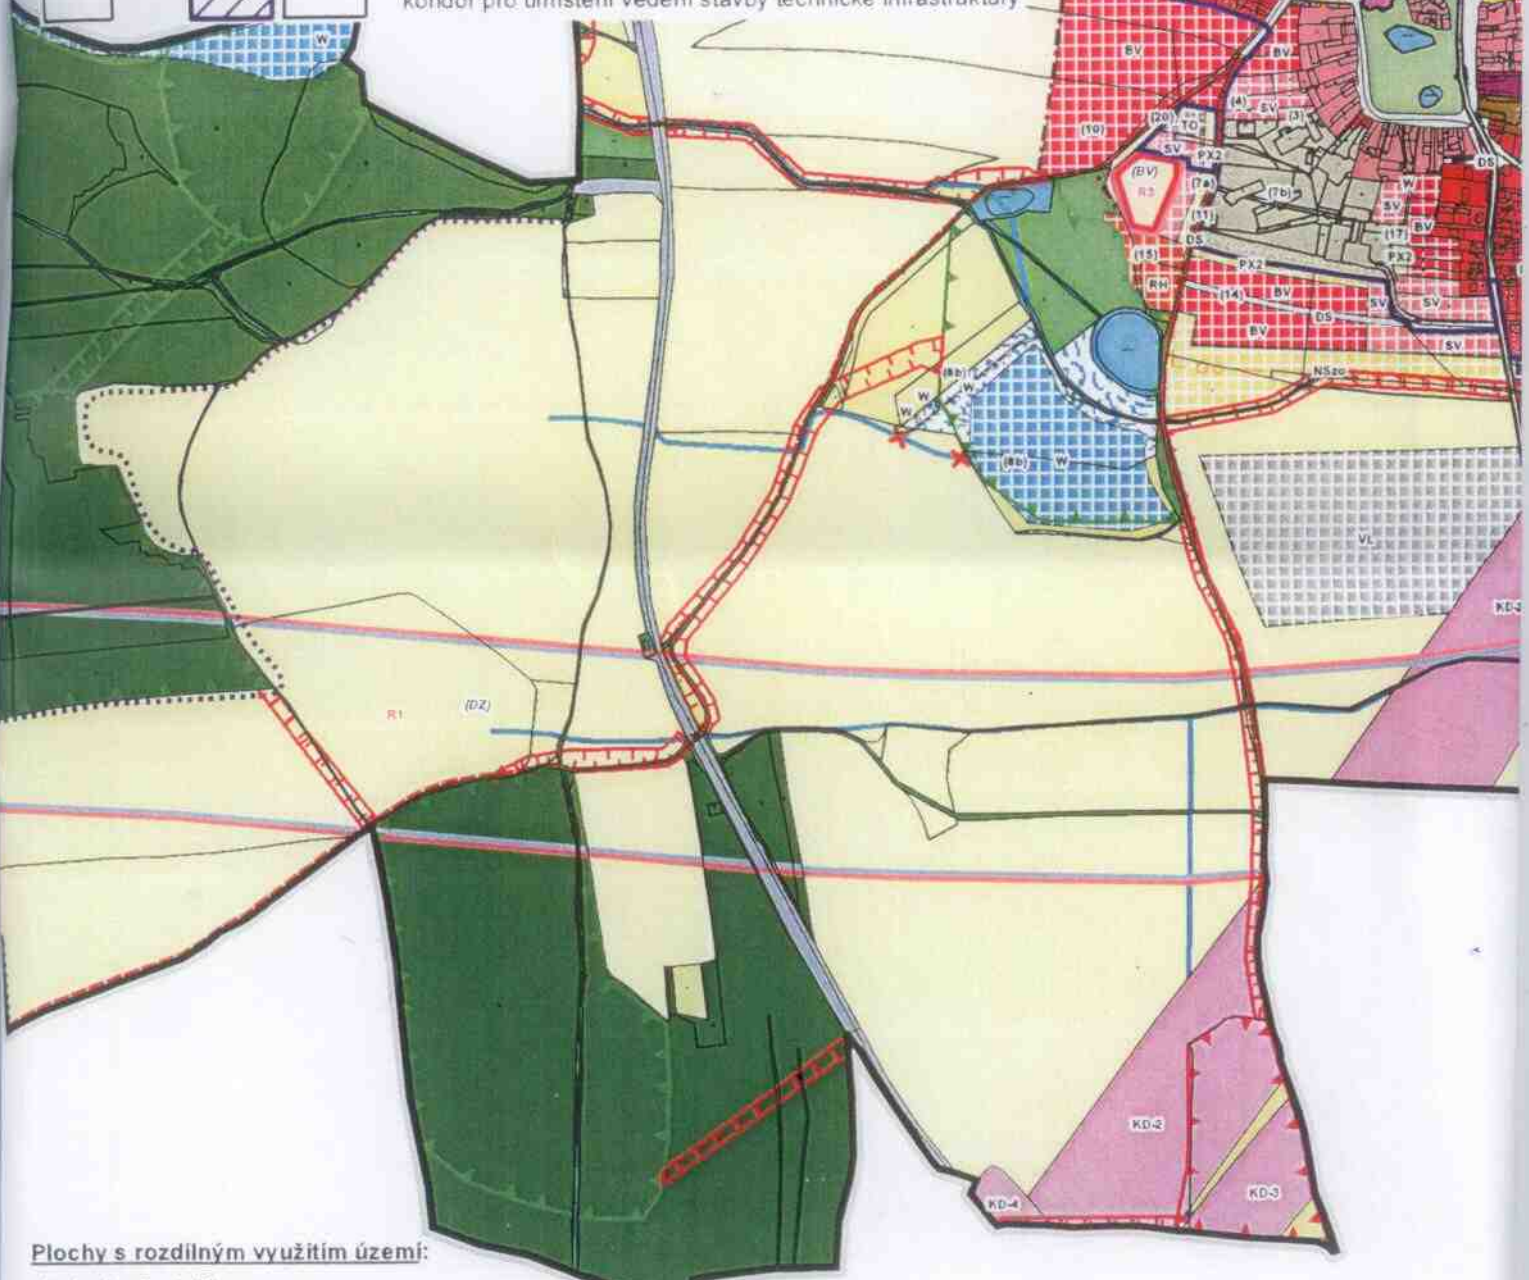 koridor pro umístění vedení stavby technické infrastruktury
W
BV
BV
(4)
SV
(3)
(20)
TO
(10)
SV
PX2
DS
(BV)
R3
(7a)
(7b)
W
SV
(11)
BV
DS
(17)
(15)
PX2
PX2
RH
(14)
BV
SV
SV
DS
BV
SV
(8b)
W
NSzo
W
W
(8b)
W
VL
R1
(DZ)
KD-2
KD-4
KD-3
Plochy s rozdílným využitím území: